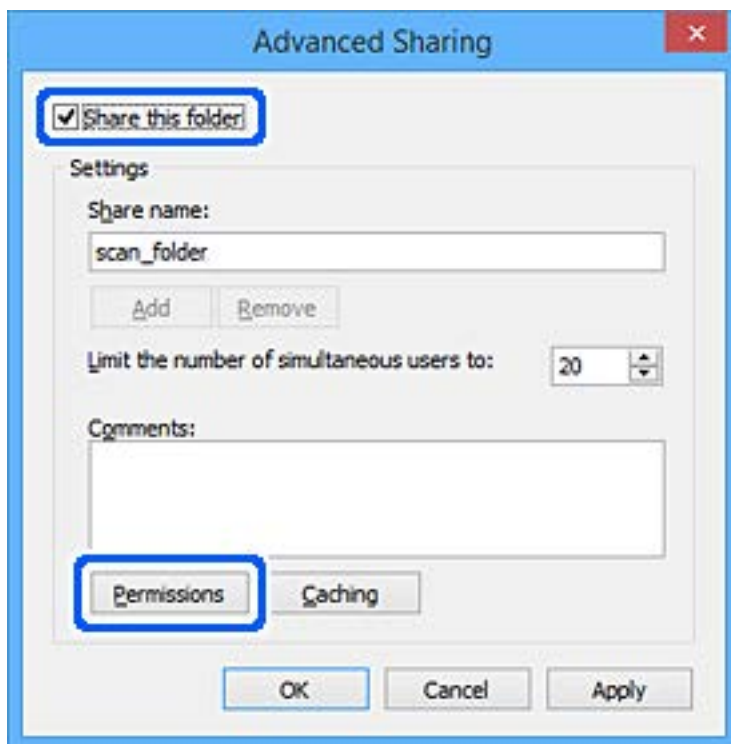 Advanced Sharing
Share this folder
Settings
Share name:
scan_folder
Add Remove
Limit the number of simultaneous users to: 20
Comments:
Permissions Caching
OK Cancel Apply